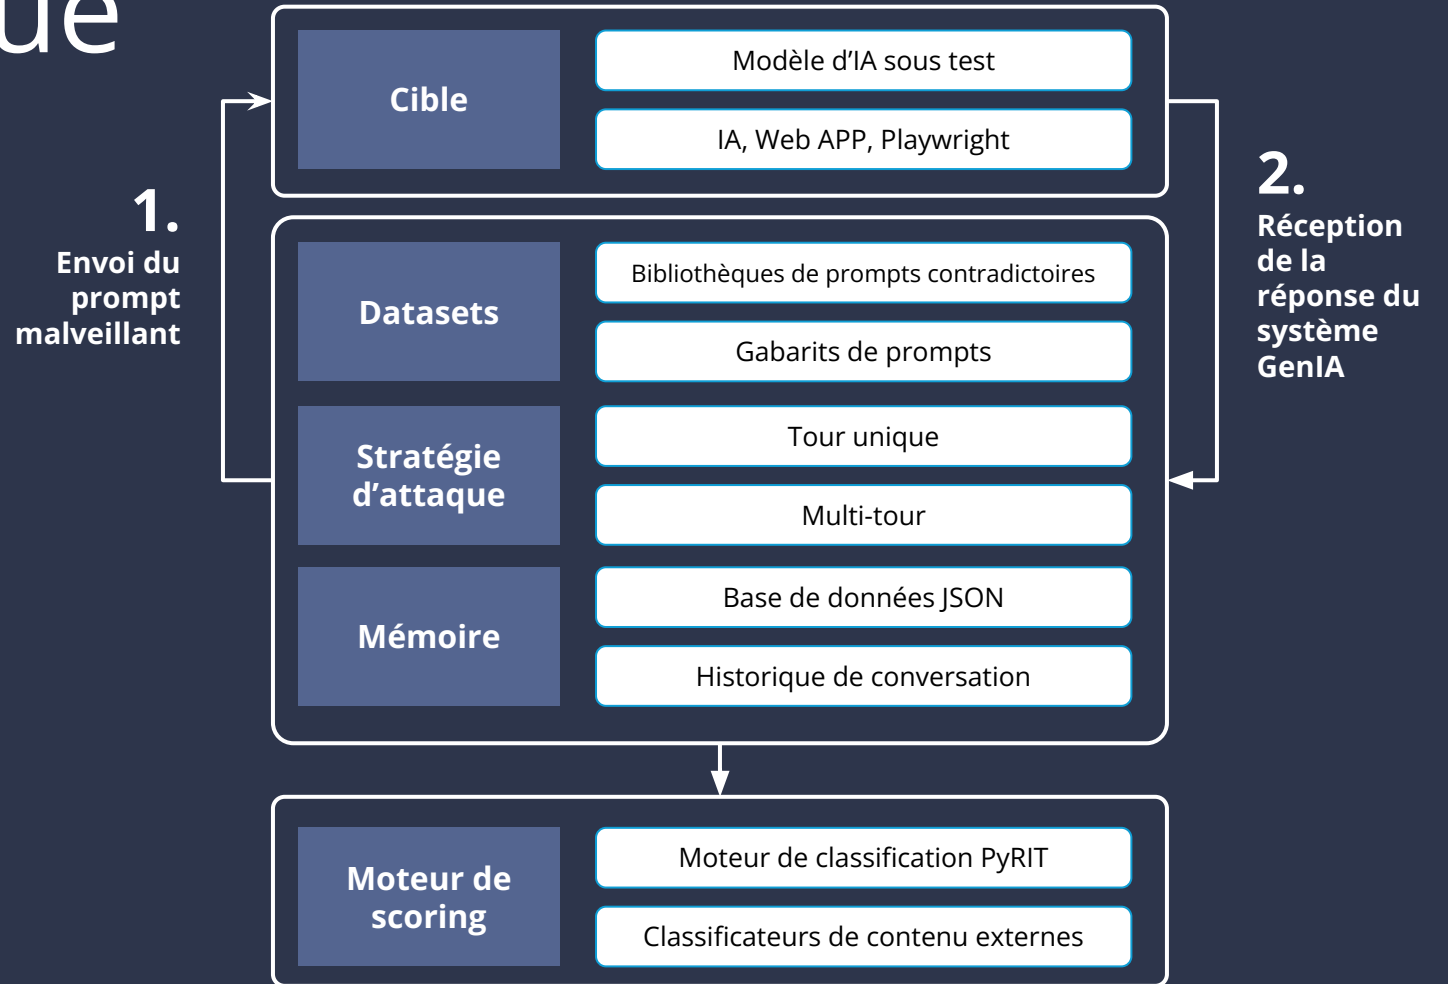 ue
Cible
Modèle d’IA sous test
IA, Web APP, Playwright
1.
Envoi du
prompt
malveillant
2.
Réception
de la
réponse du
système
GenIA
Datasets
Bibliothèques de prompts contradictoires
Gabarits de prompts
Stratégie
d’attaque
Tour unique
Multi-tour
Mémoire
Base de données JSON
Historique de conversation
Moteur de
scoring
Moteur de classification PyRIT
Classificateurs de contenu externes